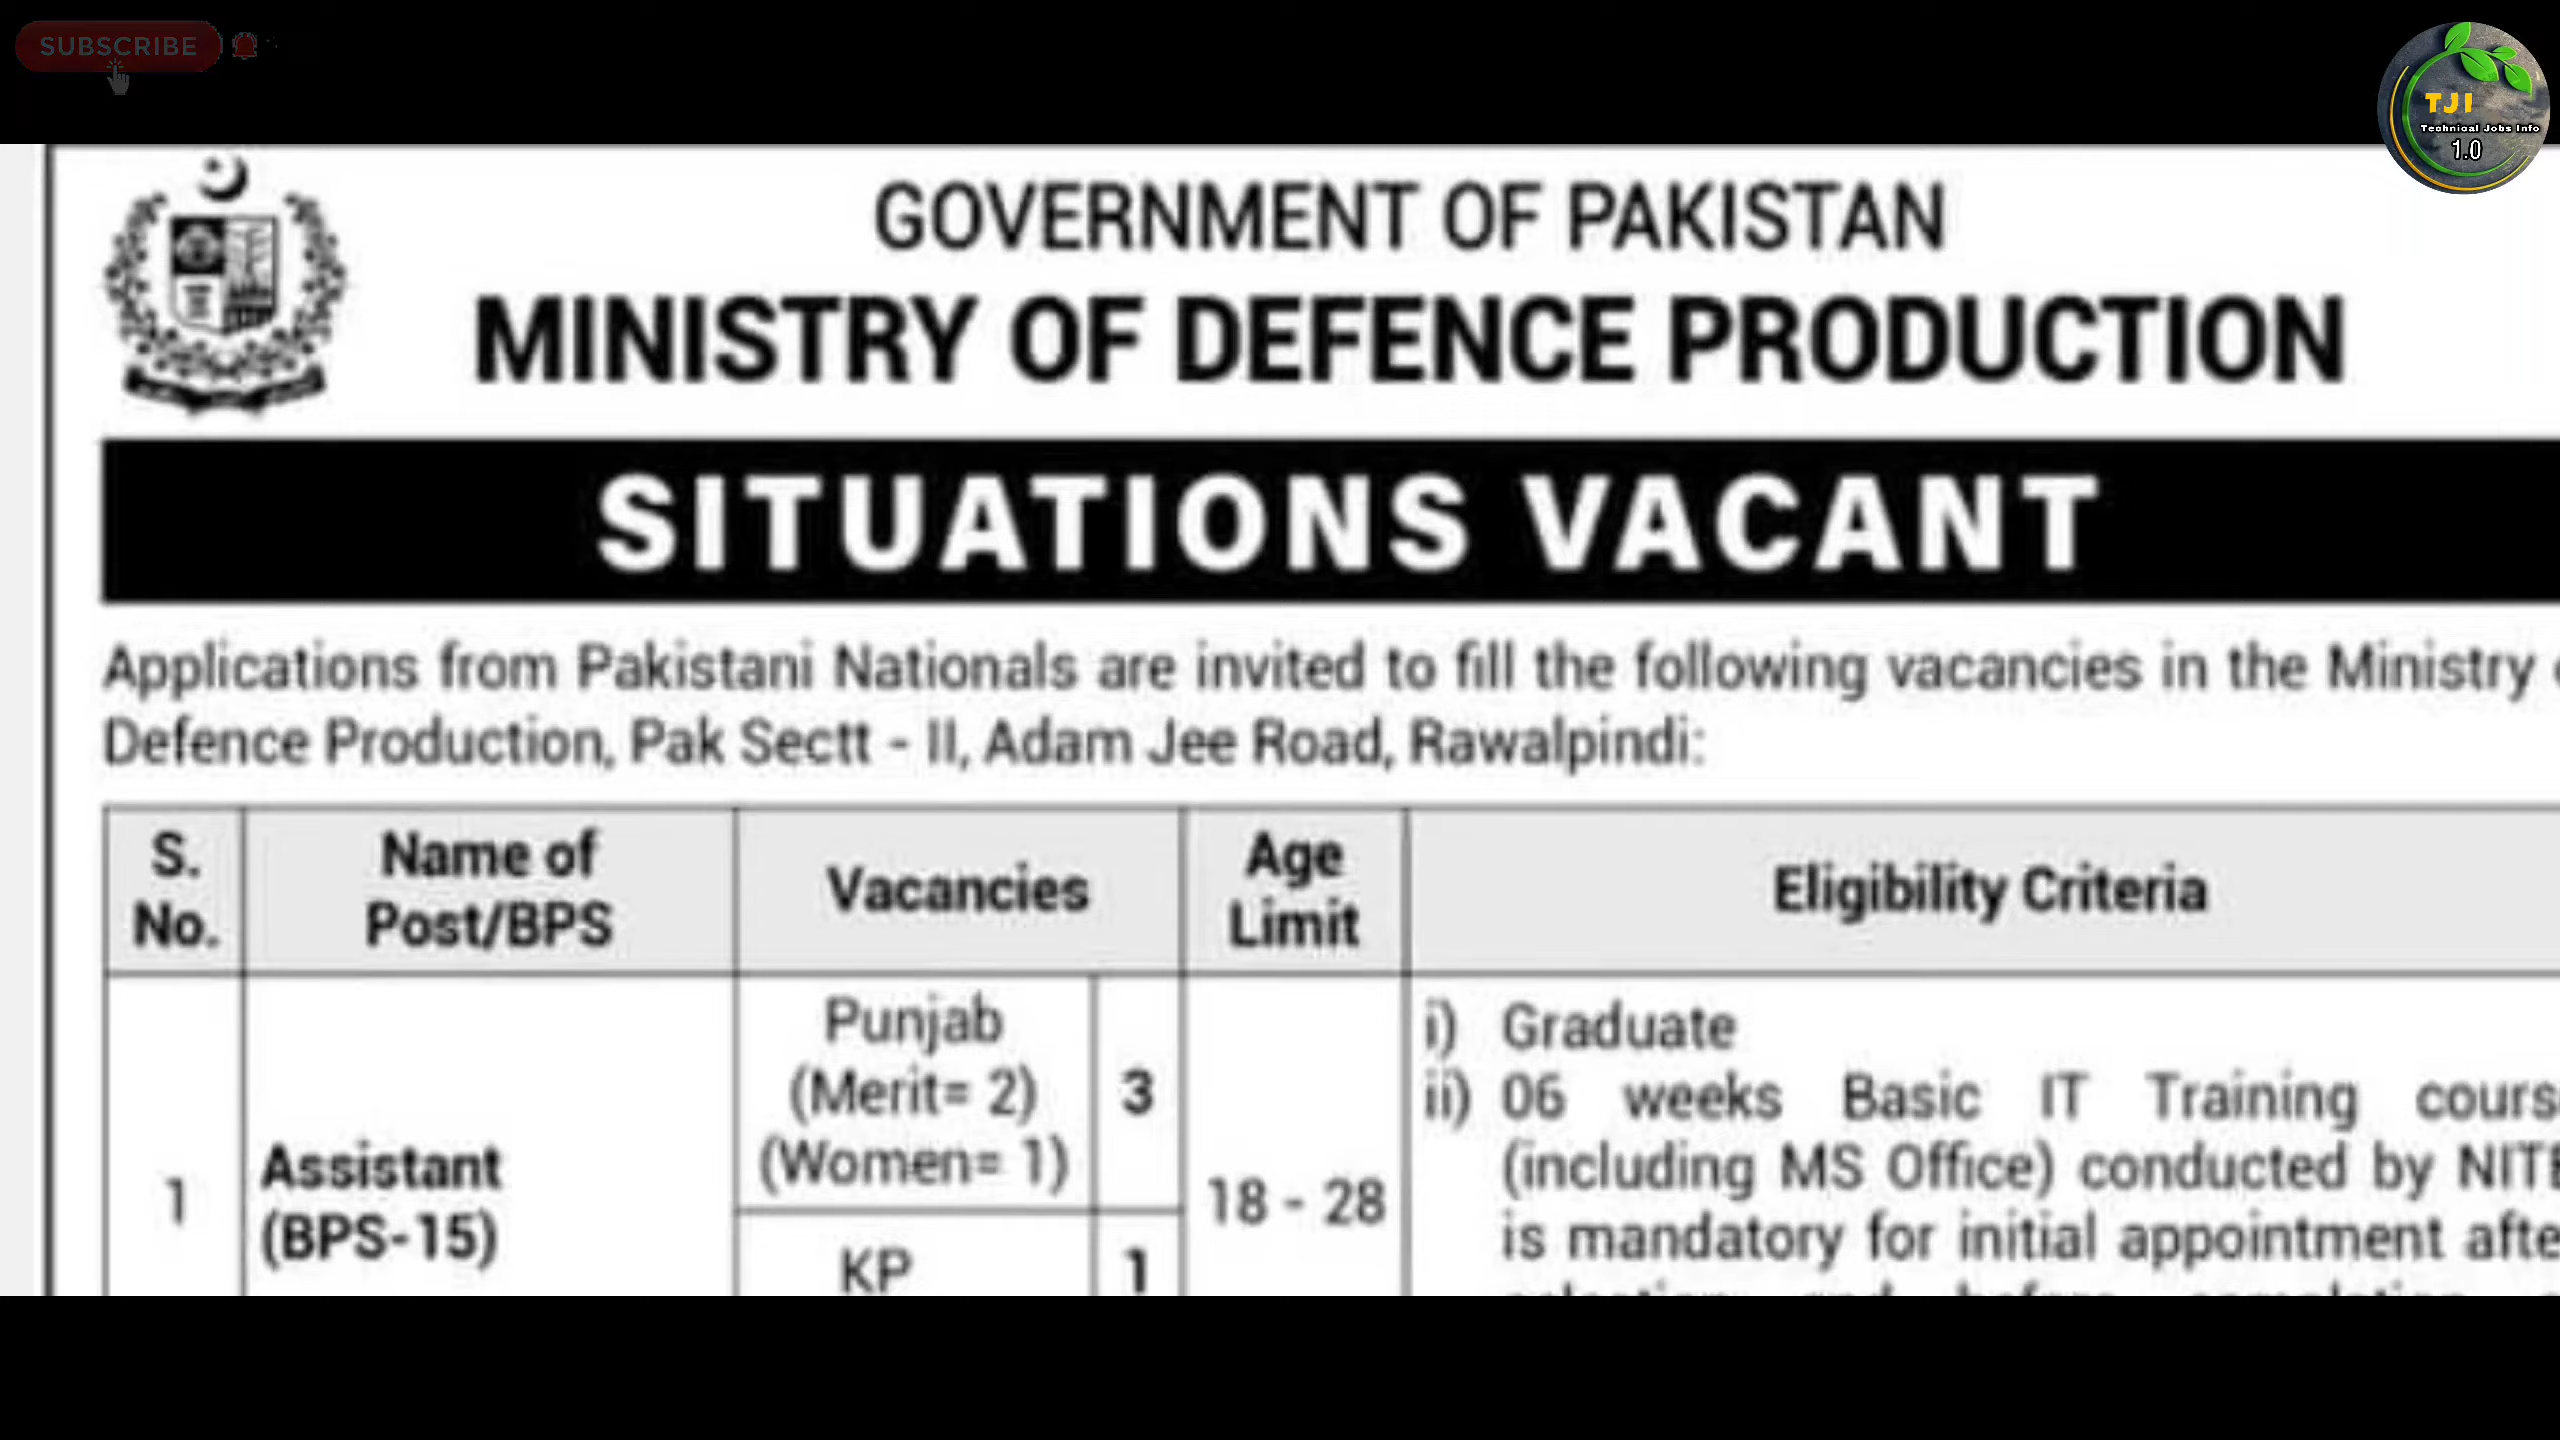 SUBSCRIBE
TJI
Technical Jobs Info
1.0
GOVERNMENT OF PAKISTAN
MINISTRY OF DEFENCE PRODUCTION
SITUATIONS VACANT
Applications from Pakistani Nationals are invited to fill the following vacancies in the Ministry
Defence Production, Pak Sectt - II, Adam Jee Road, Rawalpindi:
S. No.
Name of Post/BPS
Vacancies
Age Limit
Eligibility Criteria
1
Assistant
(BPS-15)
Punjab
(Merit= 2)
(Women= 1)
3
KP
1
18 - 28
i) Graduate
ii) 06 weeks Basic IT Training cours
(including MS Office) conducted by NITB
is mandatory for initial appointment afte